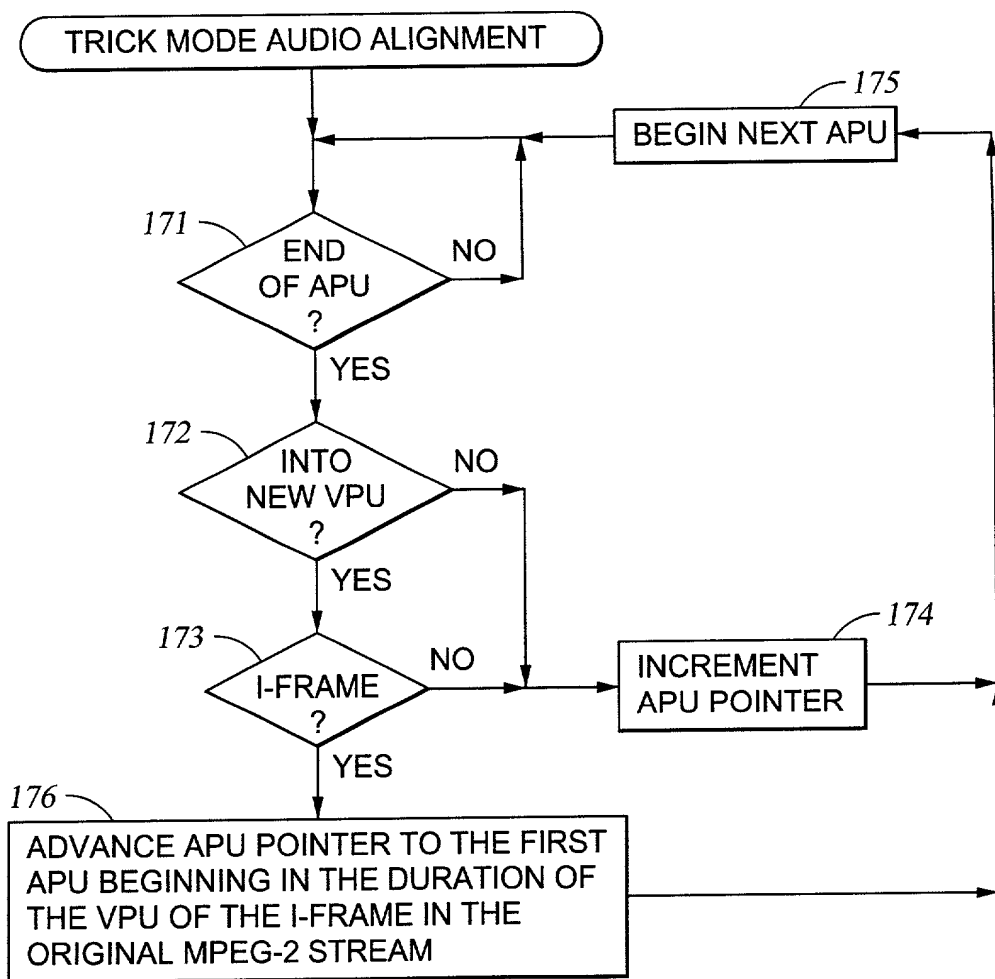 TRICK MODE AUDIO ALIGNMENT
175
BEGIN NEXT APU
171
END
OF APU
?
NO
YES
172
INTO
NEW VPU
?
NO
YES
173
I-FRAME
?
NO
YES
174
INCREMENT
APU POINTER
176
ADVANCE APU POINTER TO THE FIRST
APU BEGINNING IN THE DURATION OF
THE VPU OF THE I-FRAME IN THE
ORIGINAL MPEG-2 STREAM